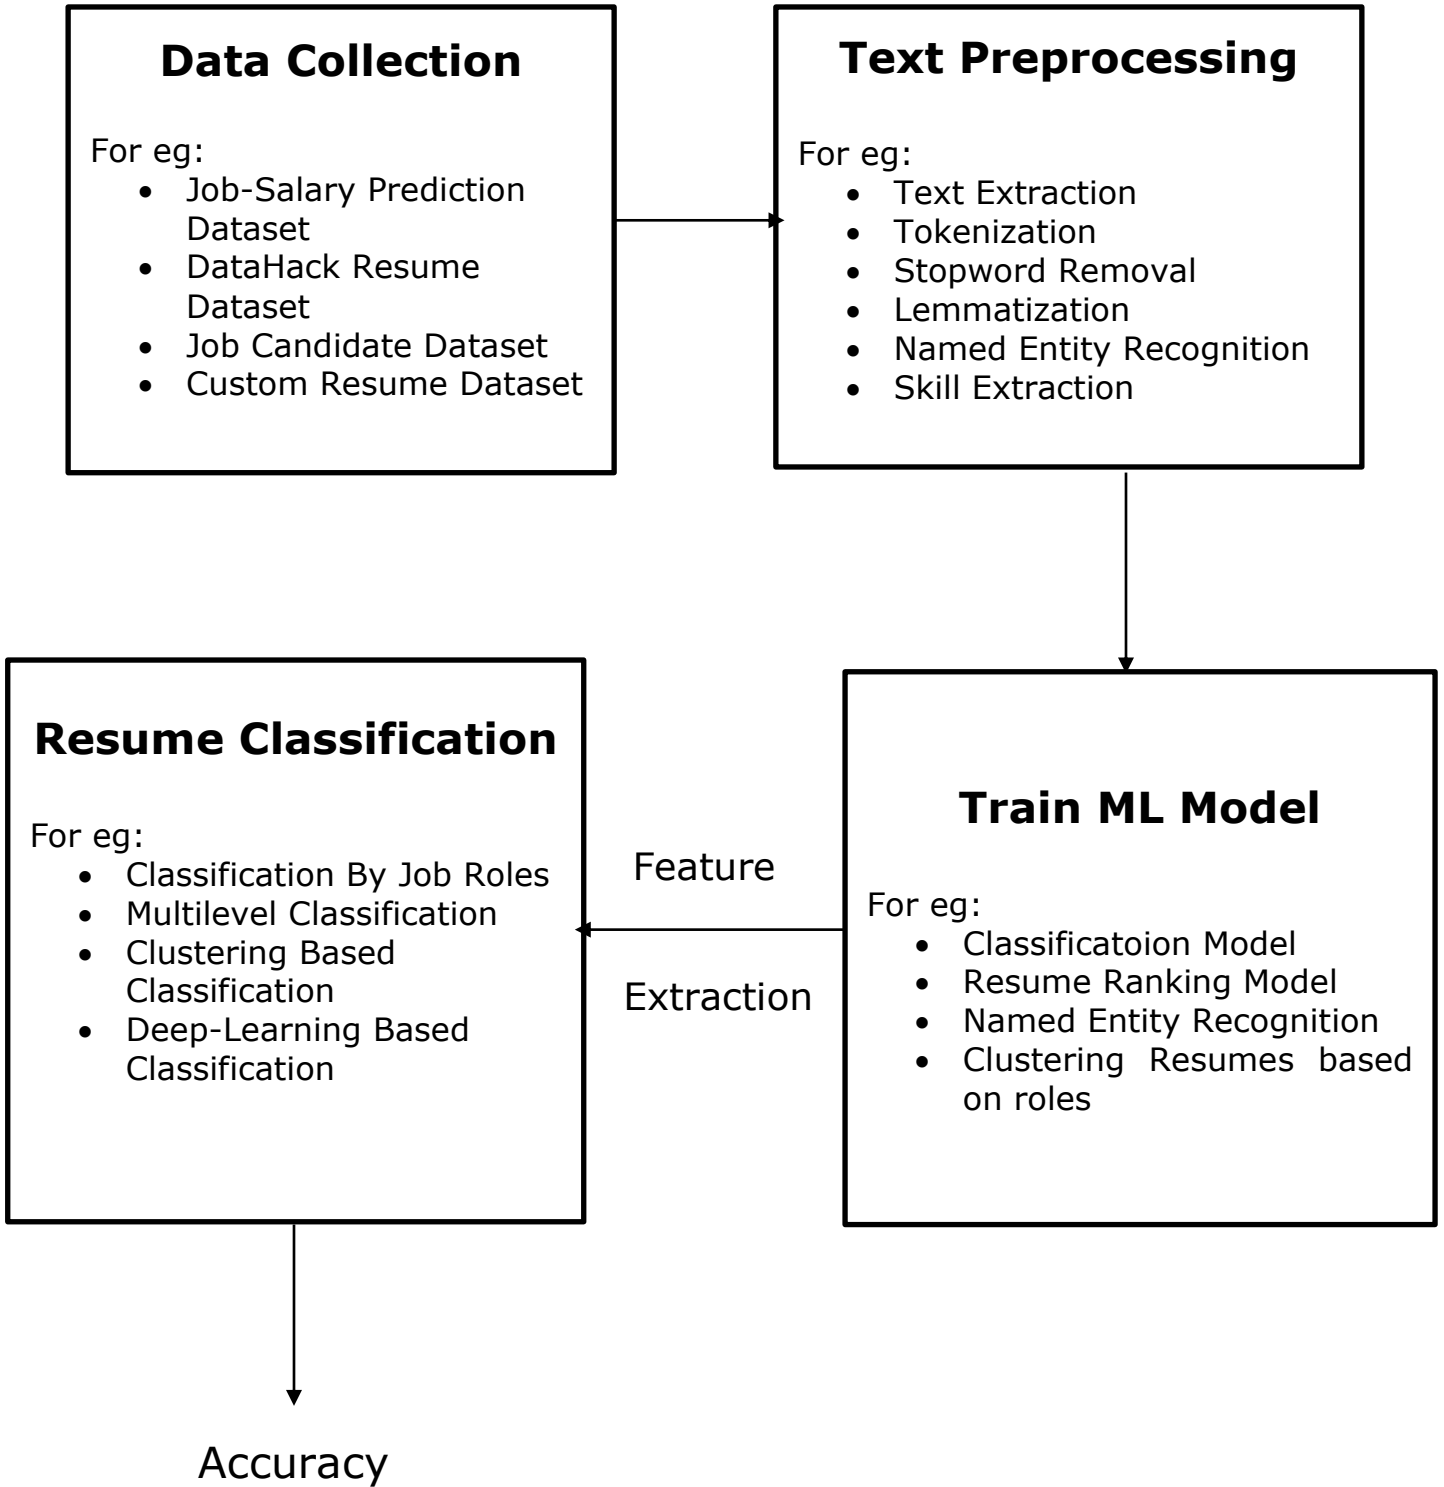 Data Collection
For eg:
• Job-Salary Prediction
Dataset
• DataHack Resume
Dataset
• Job Candidate Dataset
• Custom Resume Dataset
Text Preprocessing
For eg:
• Text Extraction
• Tokenization
• Stopword Removal
• Lemmatization
• Named Entity Recognition
• Skill Extraction
Train ML Model
For eg:
• Classificatoion Model
• Resume Ranking Model
• Named Entity Recognition
• Clustering Resumes based
on roles
Feature
Extraction
Resume Classification
For eg:
• Classification By Job Roles
• Multilevel Classification
• Clustering Based
Classification
• Deep-Learning Based
Classification
Accuracy